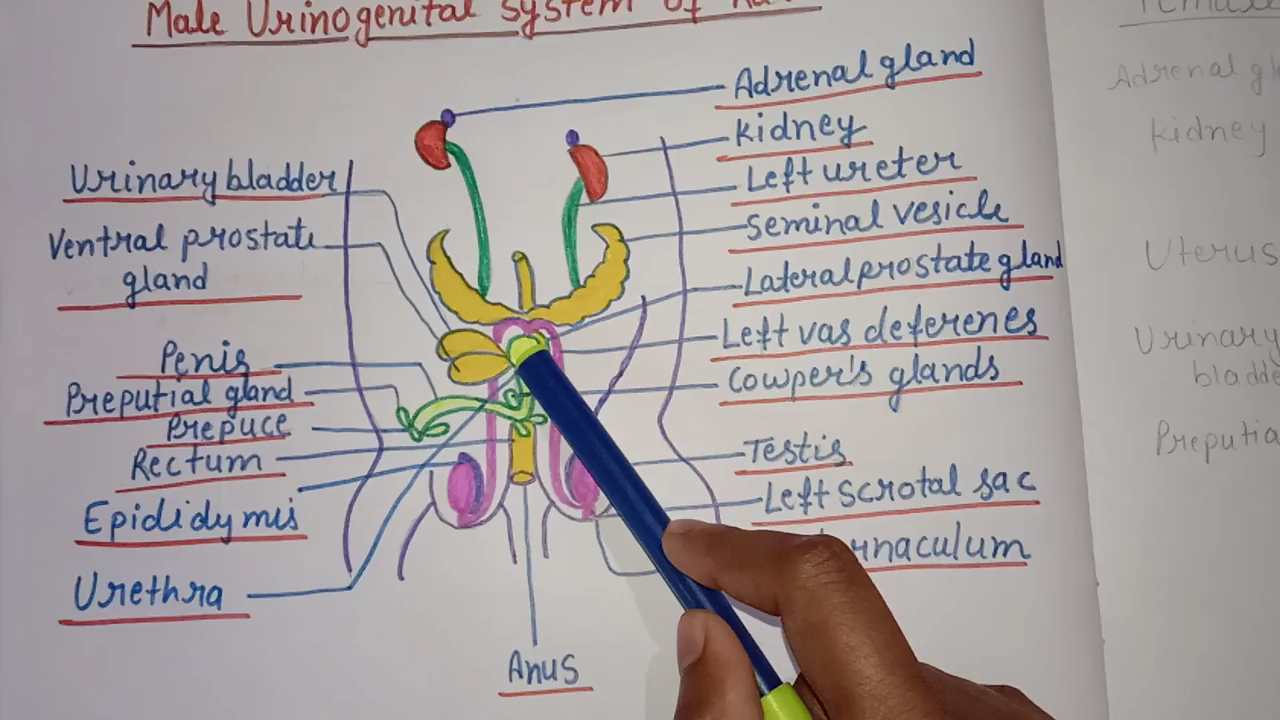 Male Urinogenital System of
Adrenal gland
Kidney
Left ureter
Seminal vesicle
Lateral prostate gland
Left vas deferenes
Cowper's glands
Testis
Left Scrotal sac
Urinary bladder
Ventral prostate
gland
Penis
Preputial gland
Prepuce
Rectum
Epididymis
Urethra
Anus
Adrenal
Kidney
Uterus
Urinary